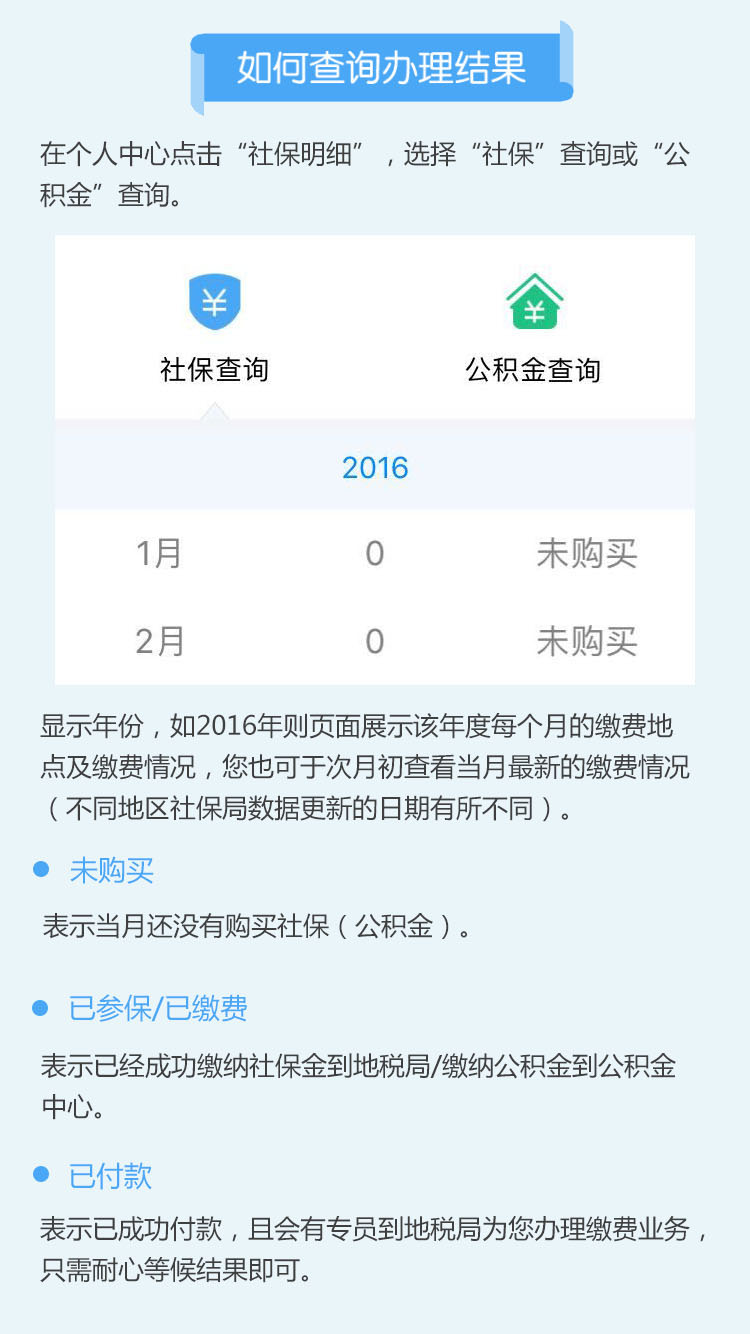 如何查询办理结果
在个人中心点击“社保明细”，选择“社保”查询或“公
积金”查询。
社保查询 公积金查询
2016
1月 0 未购买
2月 0 未购买
显示年份，如2016年则页面展示该年度每个月的缴费地
点及缴费情况，您也可于次月初查看当月最新的缴费情况
（不同地区社保局数据更新的日期有所不同）。
未购买
表示当月还没有购买社保（公积金）。
已参保/已缴费
表示已经成功缴纳社保金到地税局/缴纳公积金到公积金
中心。
已付款
表示已成功付款，且会有专员到地税局为您办理缴费业务，
只需耐心等候结果即可。